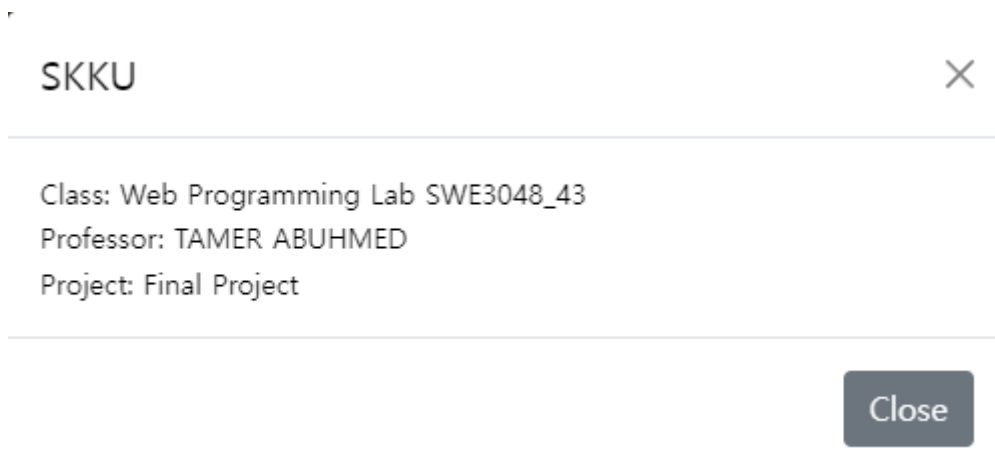 SKKU
Class: Web Programming Lab SWE3048_43
Professor: TAMER ABUHMED
Project: Final Project
Close